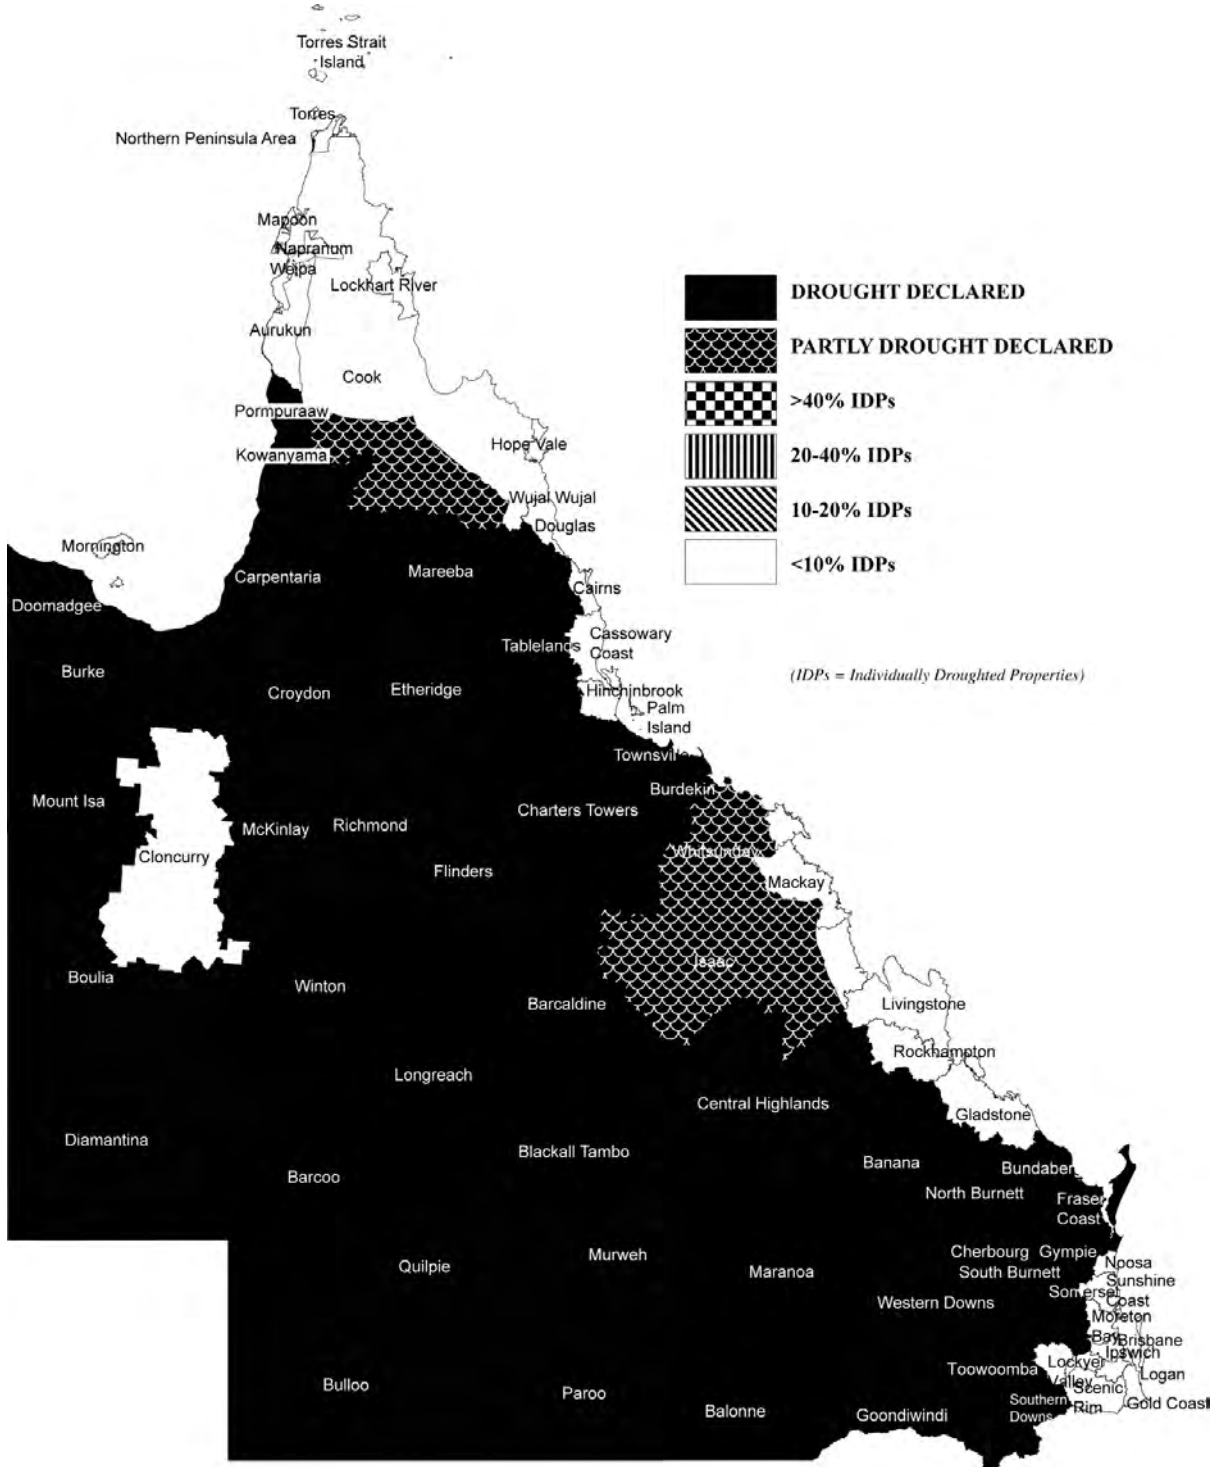 Torres Strait
Island
Torres
Northern Peninsula Area
Mapoon
Napranum
Weipa
Lockhart River
Aurukun
Cook
Pormpuraaw
Kowanyama
Hope Vale
Wujal Wujal
Douglas
Mornington
Carpentaria
Mareeba
Cairns
Doomadgee
Tablelands
Cassowary
Coast
Burke
Croydon
Etheridge
Hinchinbrook
Palm
Island
Townsville
Burdekin
Mount Isa
Charters Towers
McKinlay
Richmond
Cloncurry
Whitsunday
Flinders
Mackay
Isaac
Boulia
Winton
Barcaldine
Livingstone
Rockhampton
Longreach
Central Highlands
Gladstone
Diamantina
Blackall Tambo
Barcoo
Banana
Bundaberg
North Burnett
Fraser
Coast
Quilpie
Murweh
Maranoa
Cherbourg
Gympie
South Burnett
Noosa
Sunshine
Coast
Somerset
Western Downs
Moreton
Bay
Brisbane
Ipswich
Lockyer
Valley
Toowoomba
Logan
Scenic
Rim
Gold Coast
Southern
Downs
Bulloo
Paroo
Balonne
Goondiwindi
DROUGHT DECLARED
PARTLY DROUGHT DECLARED
>40% IDPs
20-40% IDPs
10-20% IDPs
<10% IDPs
(IDPs = Individually Droughted Properties)